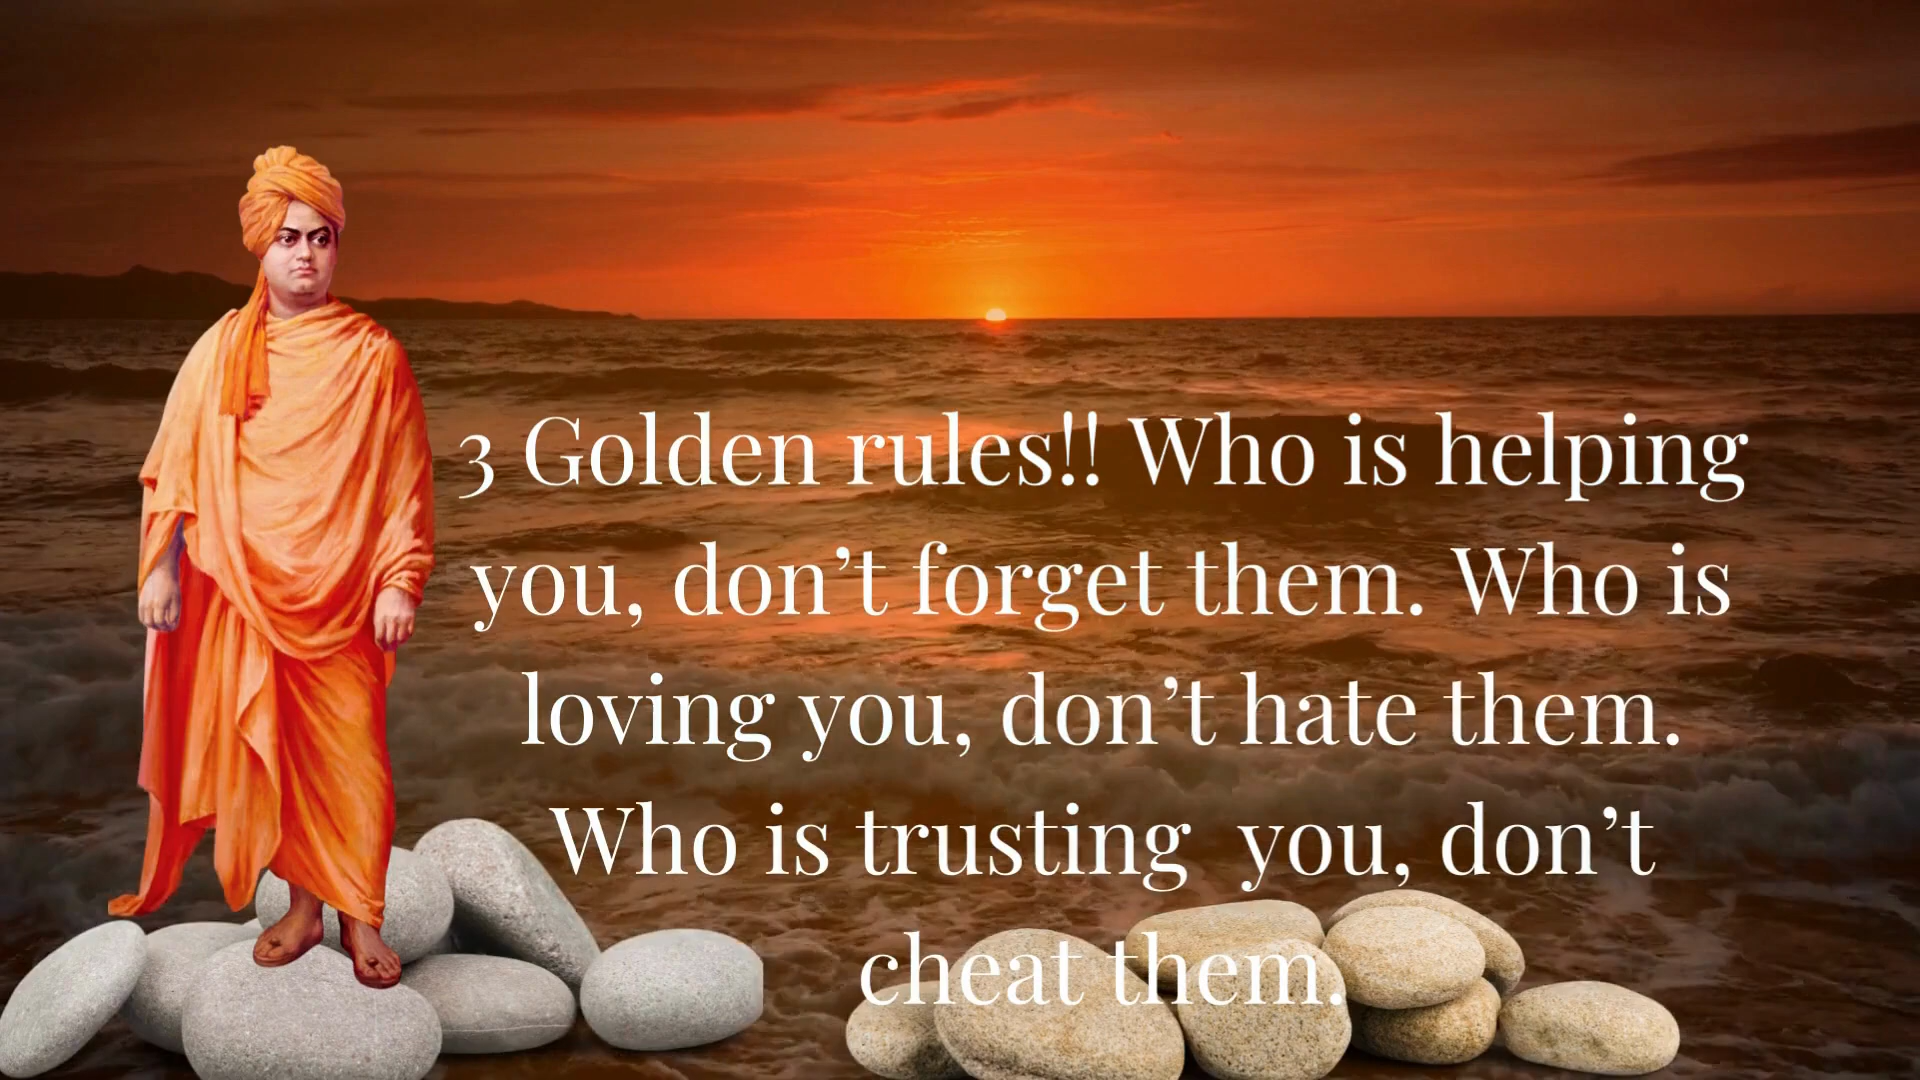 3 Golden rules!! Who is helping
you, don’t forget them. Who is
loving you, don’t hate them.
Who is trusting  you, don’t
cheat them.